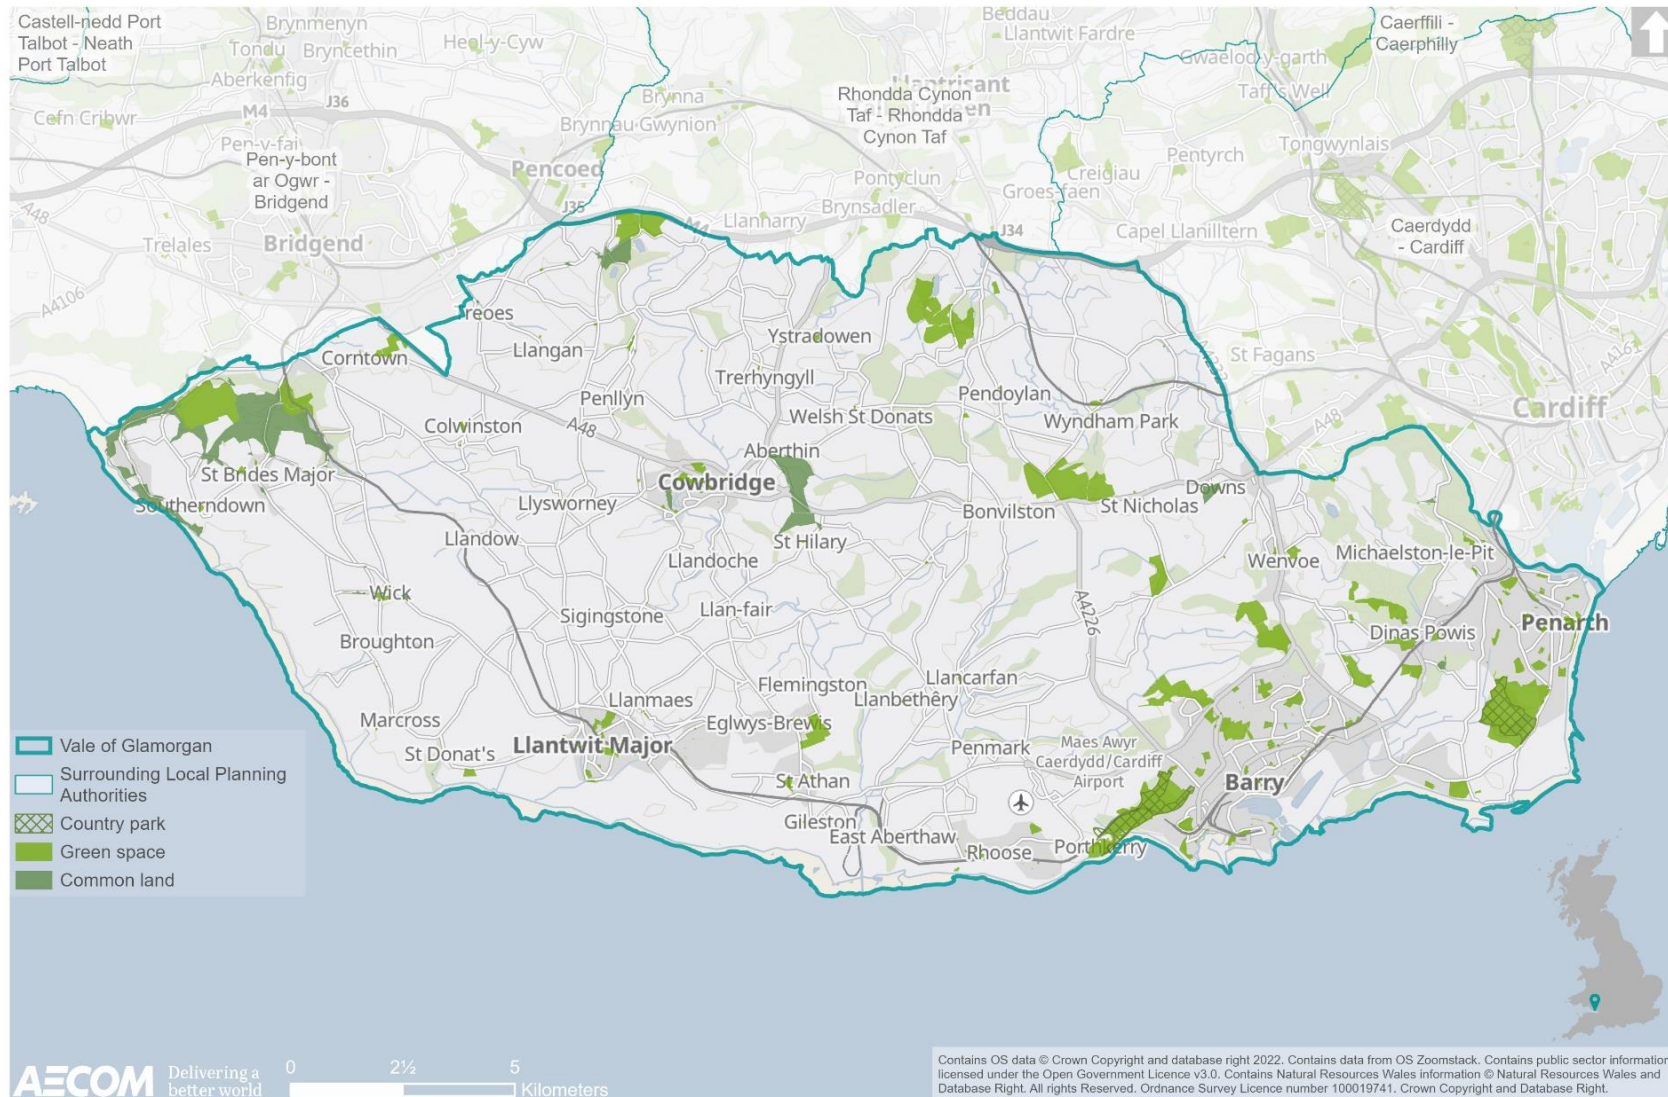 Castell-nedd Port
Talbot - Neath
Port Talbot
Brynmenyn
Tondu
Bryncethin
Aberkenfig
Heol-y-Cyw
Beddau
Llantwit Fardre
Caerffili -
Caerphilly
Gwaelod-y-garth
Taff's Well
Cefn Cribwr
M4
J36
Brynna
Brynnau Gwynion
Rhondda Cynon
Taf - Rhondda
Cynon Taf
Tongwynlais
Pen-y-fai
Pen-y-bont
ar Ogwr -
Bridgend
Pencoed
Pontyclun
Groes-faen
Creigiau
Pentyrch
A48
J35
M4
Llanharry
Brynsadler
J34
Capel Llanilltern
Caerdydd
- Cardiff
Trelales
Bridgend
A4106
Treoes
Corntown
Llangan
Ystradowen
A4232
St Fagans
A4161
Trerhyngyll
Penllyn
Pendoylan
Cardiff
Colwinston
A48
Welsh St Donats
Wyndham Park
A48
Aberthin
St Brides Major
Cowbridge
Downs
Southerndown
Llysworney
Bonvilston
St Nicholas
Llandow
St Hilary
Michaelston-le-Pit
Llandoche
Wenvoe
Wick
Sigingstone
Llan-fair
A4226
Penarth
Broughton
Dinas Powis
Flemingston
Llancarfan
Llanmaes
Llanbethêry
Marcross
Eglwys-Brewis
St Donat's
Llantwit Major
Penmark
Maes Awyr
Caerdydd/Cardiff
Airport
St Athan
Barry
Gileston
East Aberthaw
Rhoose
Porthkerry
Vale of Glamorgan
Surrounding Local Planning
Authorities
Country park
Green space
Common land
AECOM
Delivering a
better world
0 2½ 5
Kilometers
Contains OS data © Crown Copyright and database right 2022. Contains data from OS Zoomstack. Contains public sector information
licensed under the Open Government Licence v3.0. Contains Natural Resources Wales information © Natural Resources Wales and
Database Right. All rights Reserved. Ordnance Survey Licence number 100019741. Crown Copyright and Database Right.